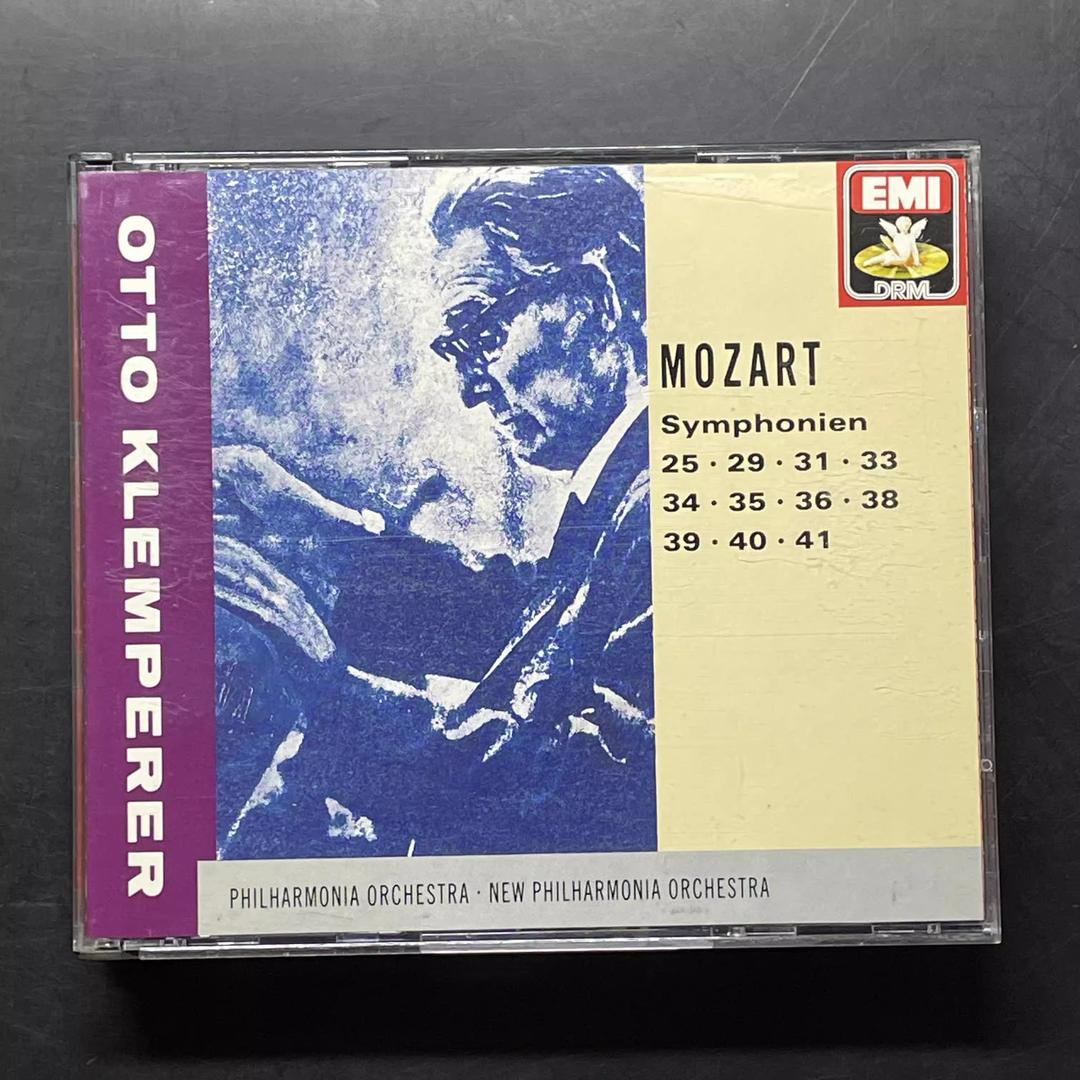 OTTO KLEMPERER
EMI
DRM
MOZART
Symphonien
25 · 29 · 31 · 33
34 · 35 · 36 · 38
39 · 40 · 41
PHILHARMONIA ORCHESTRA · NEW PHILHARMONIA ORCHESTRA